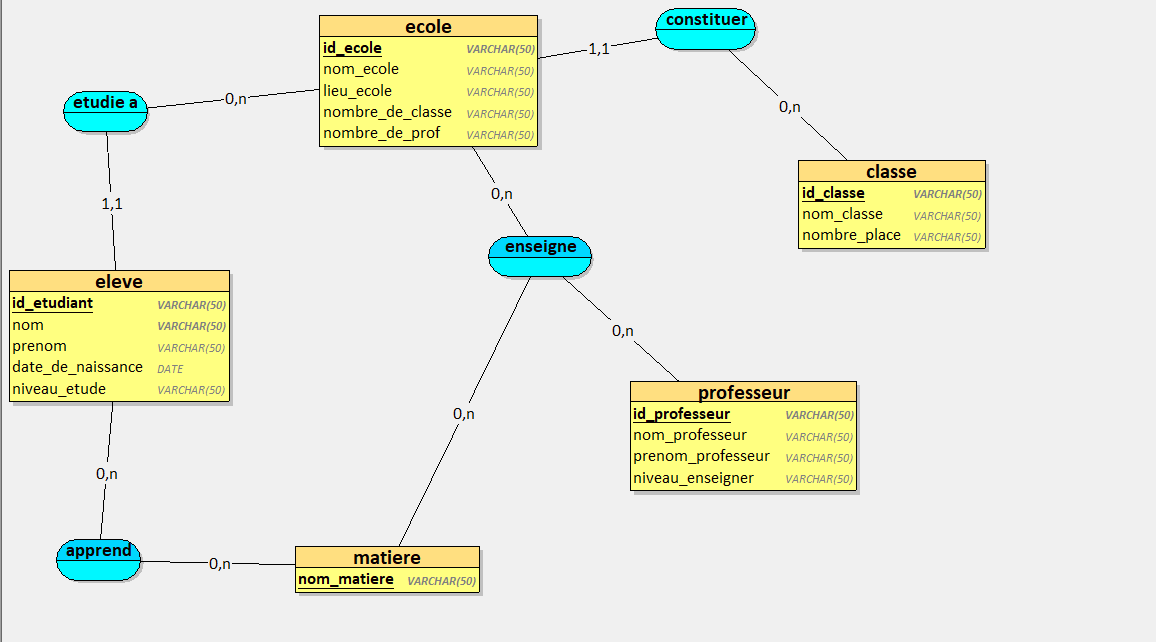 constituer
ecole
id_ecole VARCHAR(50)
nom_ecole VARCHAR(50)
lieu_ecole VARCHAR(50)
nombre_de_classe VARCHAR(50)
nombre_de_prof VARCHAR(50)
1,1
etudie a
0,n
0,n
classe
id_classe VARCHAR(50)
nom_classe VARCHAR(50)
nombre_place VARCHAR(50)
0,n
1,1
enseigne
eleve
id_etudiant VARCHAR(50)
nom VARCHAR(50)
prenom VARCHAR(50)
date_de_naissance DATE
niveau_etude VARCHAR(50)
0,n
professeur
id_professeur VARCHAR(50)
nom_professeur VARCHAR(50)
prenom_professeur VARCHAR(50)
niveau_enseigner VARCHAR(50)
0,n
0,n
apprend
0,n
matiere
nom_matiere VARCHAR(50)